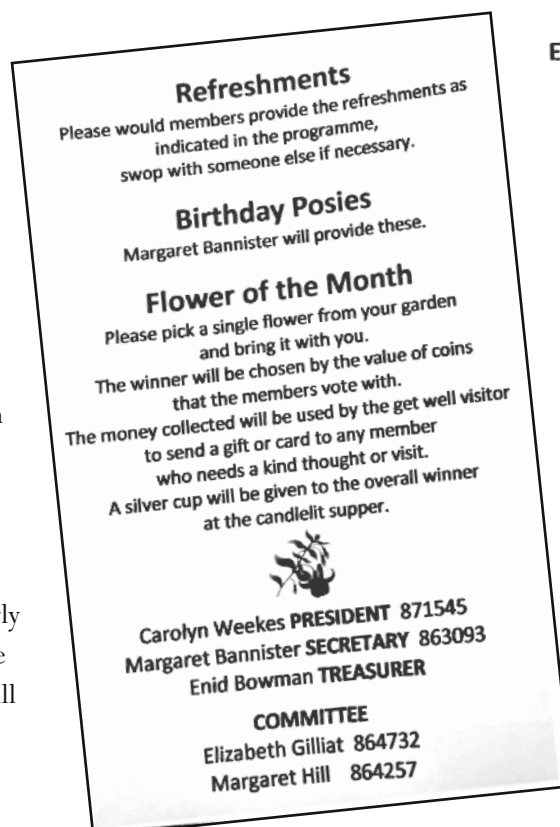 E
Refreshments
Please would members provide the refreshments as
indicated in the programme,
swop with someone else if necessary.
Birthday Posies
Margaret Bannister will provide these.
Flower of the Month
Please pick a single flower from your garden
and bring it with you.
The winner will be chosen by the value of coins
that the members vote with.
The money collected will be used by the get well visitor
to send a gift or card to any member
who needs a kind thought or visit.
A silver cup will be given to the overall winner
at the candlelit supper.
Carolyn Weekes PRESIDENT 871545
Margaret Bannister SECRETARY 863093
Enid Bowman TREASURER
COMMITTEE
Elizabeth Gilliat 864732
Margaret Hill 864257